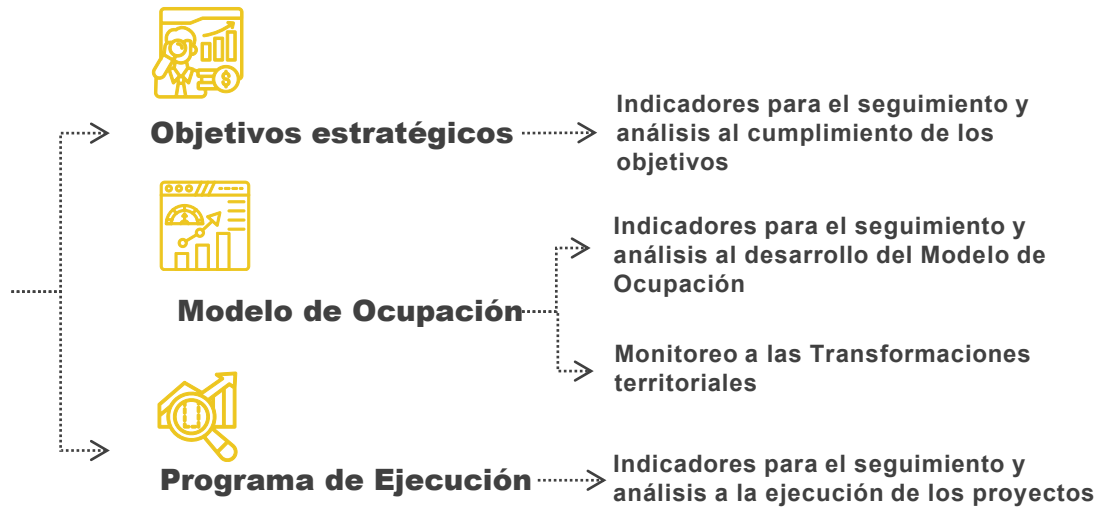 Objetivos estratégicos
Indicadores para el seguimiento y
análisis al cumplimiento de los
objetivos
Modelo de Ocupación
Indicadores para el seguimiento y
análisis al desarrollo del Modelo de
Ocupación
Monitoreo a las Transformaciones
territoriales
Programa de Ejecución
Indicadores para el seguimiento y
análisis a la ejecución de los proyectos